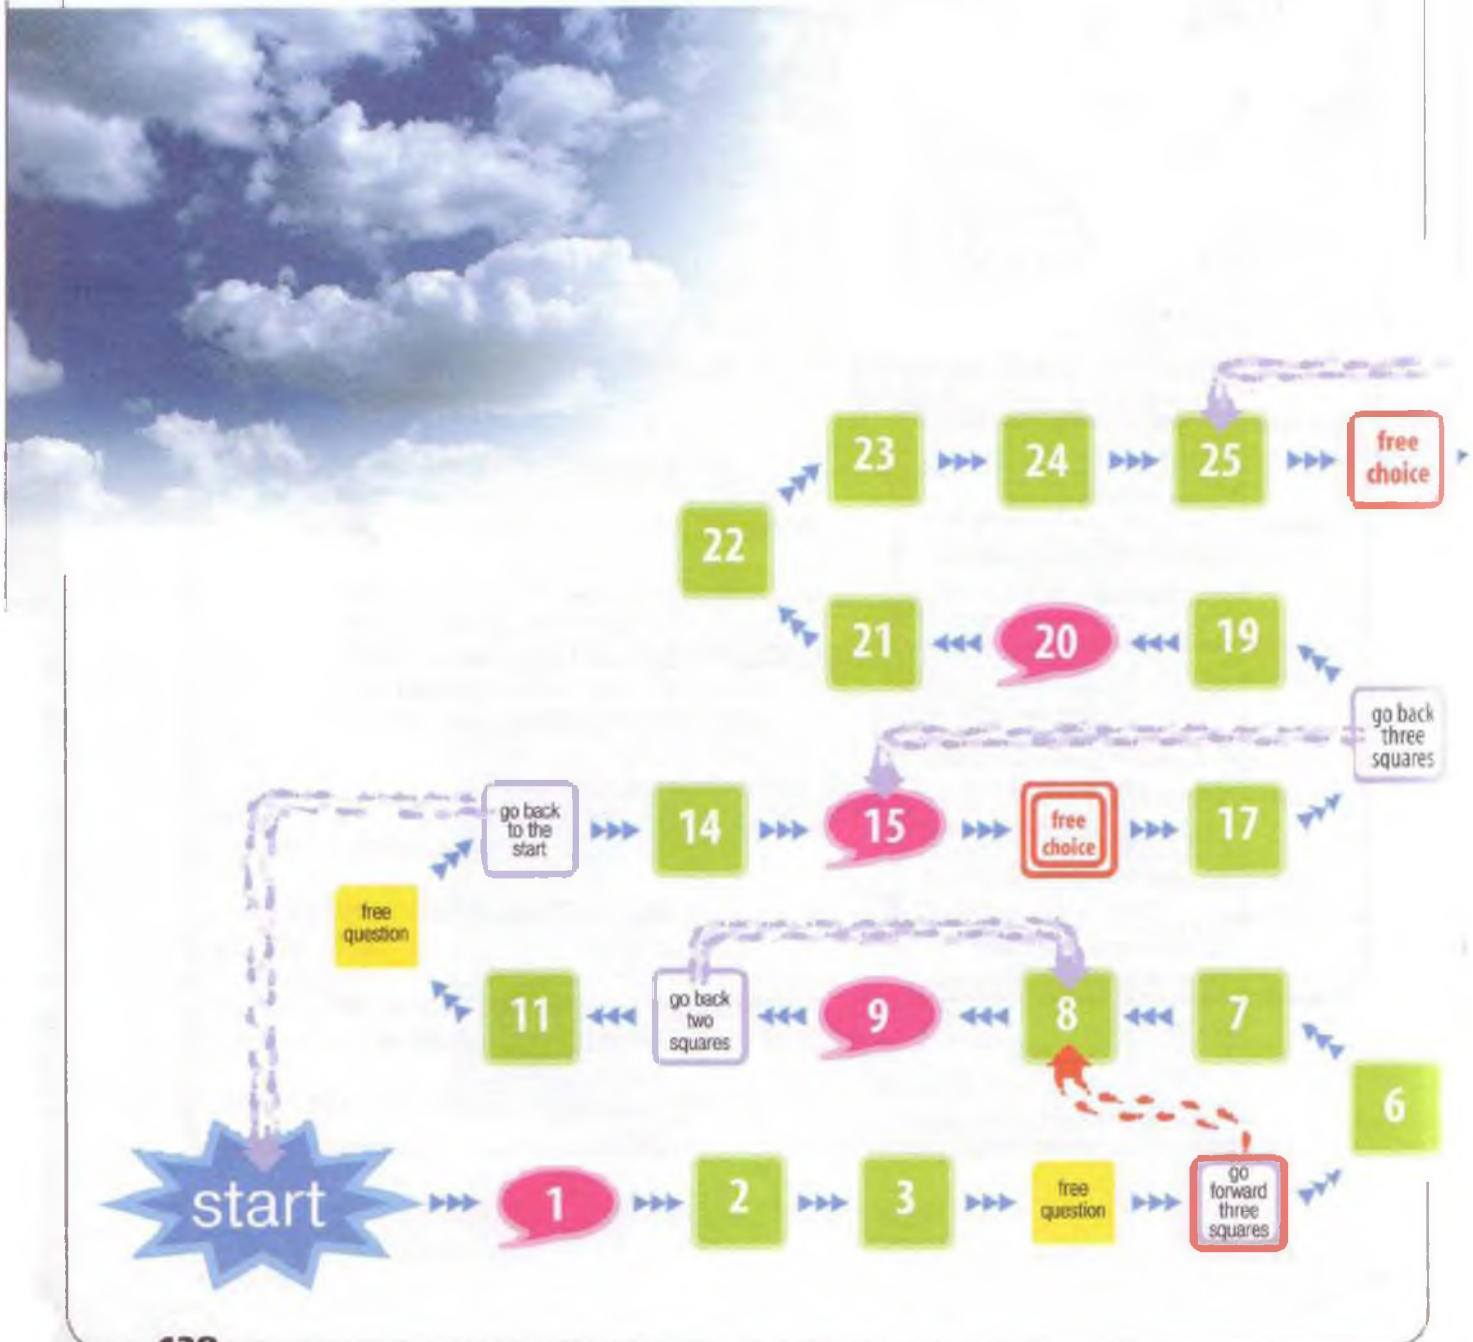 23
24
25
free
choice
22
21
20
19
go back
three
squares
go back
to the
start
14
15
free
choice
17
free
question
11
go back
two
squares
9
8
7
6
start
1
2
3
free
question
go
forward
three
squares